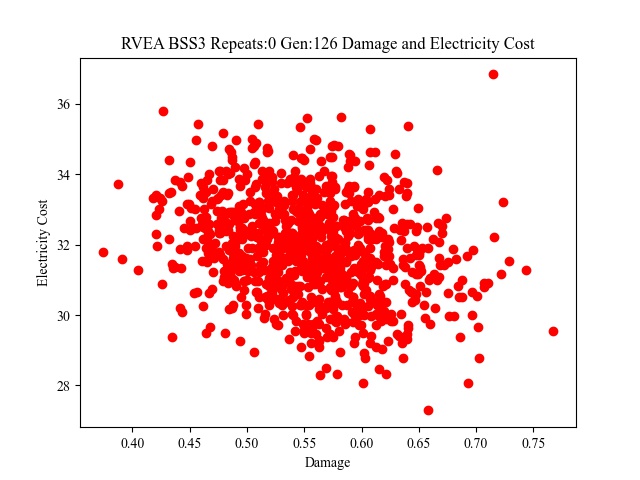 RVEA BSS3 Repeats:0 Gen:126 Damage and Electricity Cost
36
34
32
30
28
Electricity Cost
0.40 0.45 0.50 0.55 0.60 0.65 0.70 0.75
Damage